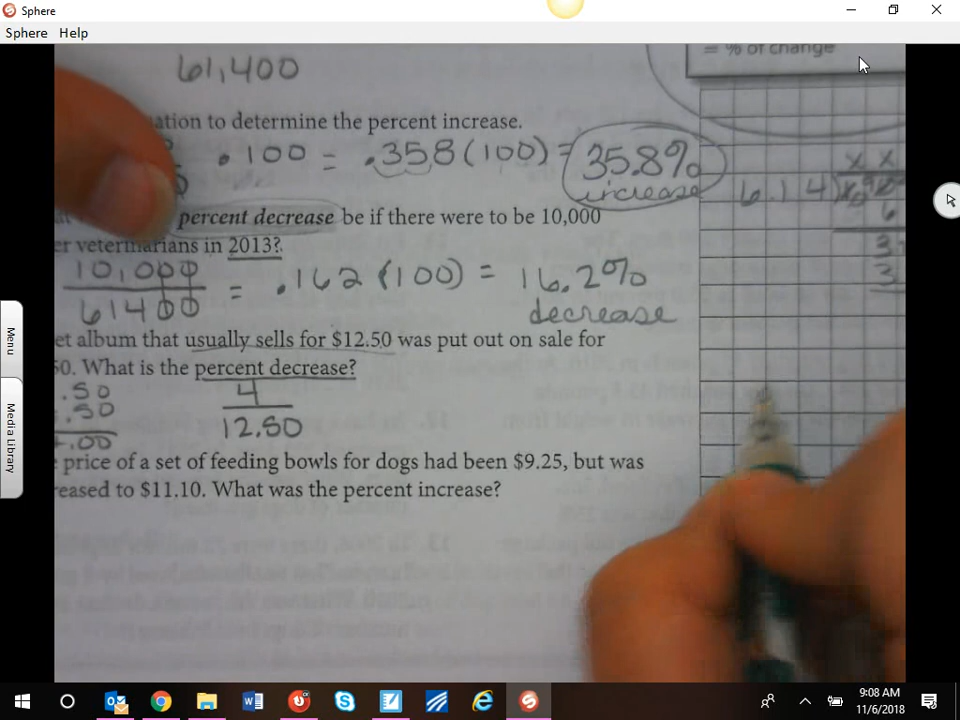 Sphere
Sphere Help
= % of change
61,400
ation to determine the percent increase.
.100 = .358 (100) = 35.8%
increase
6.14
percent decrease be if there were to be 10,000
er veterinarians in 2013?
10,000
61400
= .162 (100) = 16.2%
decrease
et album that usually sells for $12.50 was put out on sale for
50. What is the percent decrease?
.50
.50
.00
4
12.50
price of a set of feeding bowls for dogs had been $9.25, but was
reased to $11.10. What was the percent increase?
Menu
Media Library
9:08 AM
11/6/2018